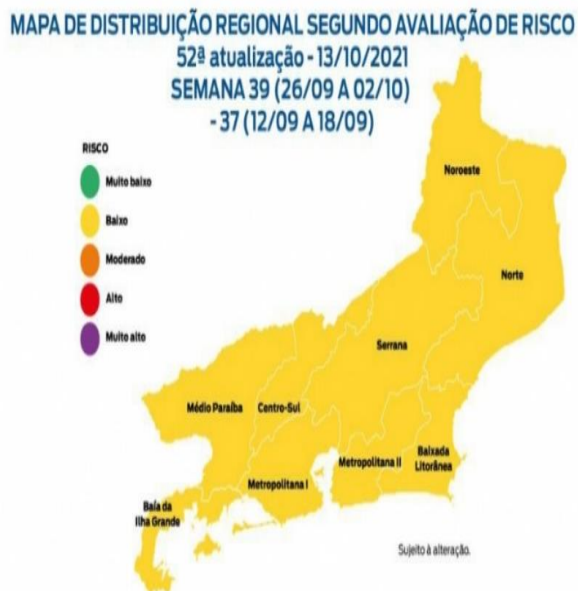 MAPA DE DISTRIBUIÇÃO REGIONAL SEGUNDO AVALIAÇÃO DE RISCO
52ª atualização - 13/10/2021
SEMANA 39 (26/09 A 02/10)
- 37 (12/09 A 18/09)
RISCO
Muito baixo
Baixo
Moderado
Alto
Muito alto
Noroeste
Norte
Serrana
Médio Paraíba
Centro-Sul
Metropolitana I
Metropolitana II
Baixada
Litorânea
Baía da
Ilha Grande
Sujeito à alteração.